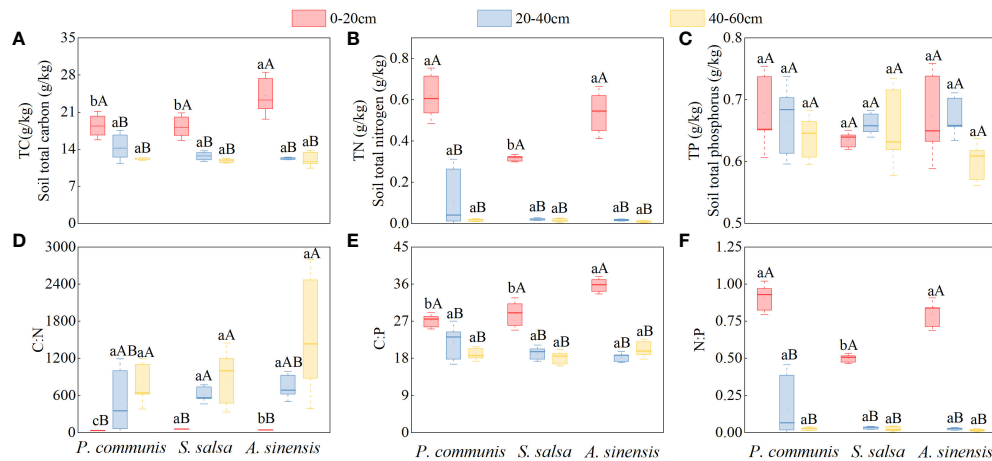 0-20cm 20-40cm 40-60cm
A
TC(g/kg)
Soil total carbon (g/kg)
35
28
21
14
12
6
0
bA aB aB bA aB aB aA aB aB
B
TN(g/kg)
Soil total nitrogen (g/kg)
0.8
0.6
0.4
0.2
0.0
aA aB aB bA aB aB aA aB aB
C
TP(g/kg)
Soil total phosphorus (g/kg)
0.8
0.7
0.6
0.5
aA aA aA aA aA aA aA aA aA
D
C:N
3000
2400
1800
1200
600
0
cB aAB aA aB aA aA bB aAB aA
P. communis S. salsa A. sinensis
E
C:P
45
36
27
18
9
0
bA aB aB bA aB aB aA aB aB
P. communis S. salsa A. sinensis
F
N:P
1.25
1.00
0.75
0.50
0.25
0.00
aA aB aB bA aB aB aA aB aB
P. communis S. salsa A. sinensis